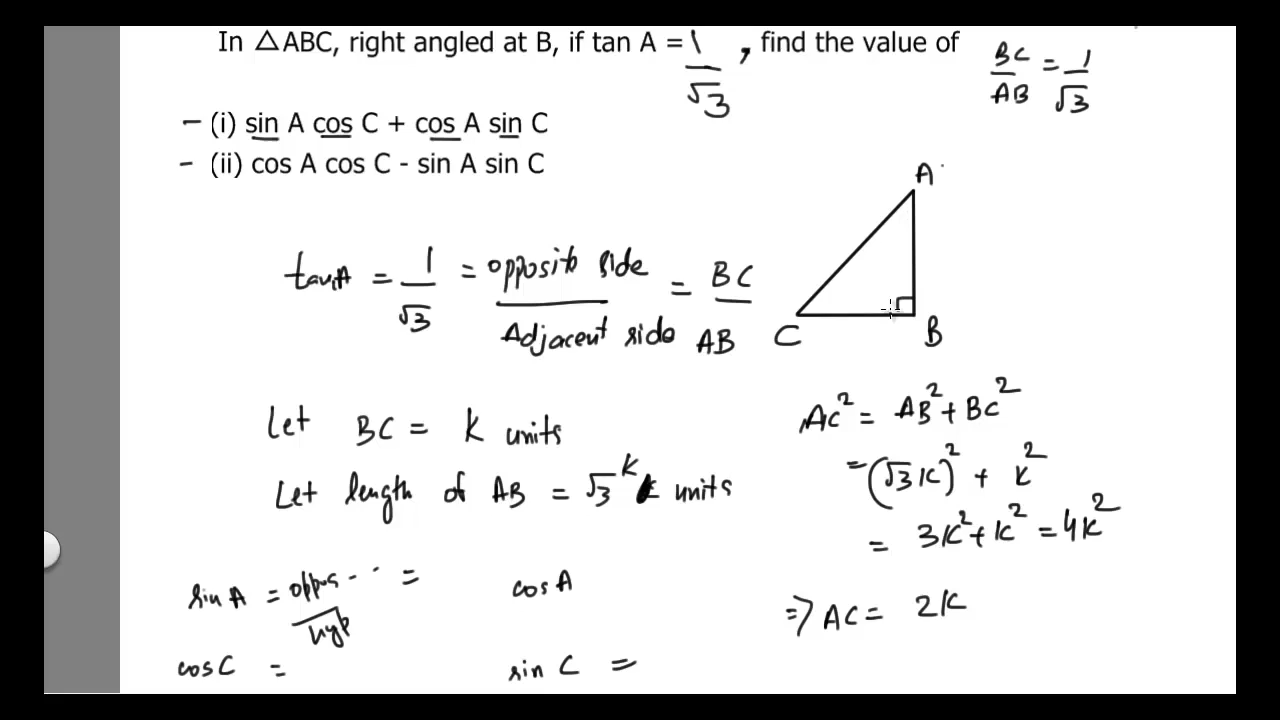 In △ABC, right angled at B, if tan A = 1/√3, find the value of
BC/AB = 1/√3
– (i) sin A cos C + cos A sin C
- (ii) cos A cos C - sin A sin C
A
C
B
tan A = 1/√3 = opposit side / Adjacent side = BC/AB
Let BC = k units
Let length of AB = √3 k units
AC² = AB² + BC²
= (√3k)² + k²
= 3k² + k² = 4k²
⇒ AC = 2k
sin A = oppos - .. / hyp =
cos A
cos C =
sin C =